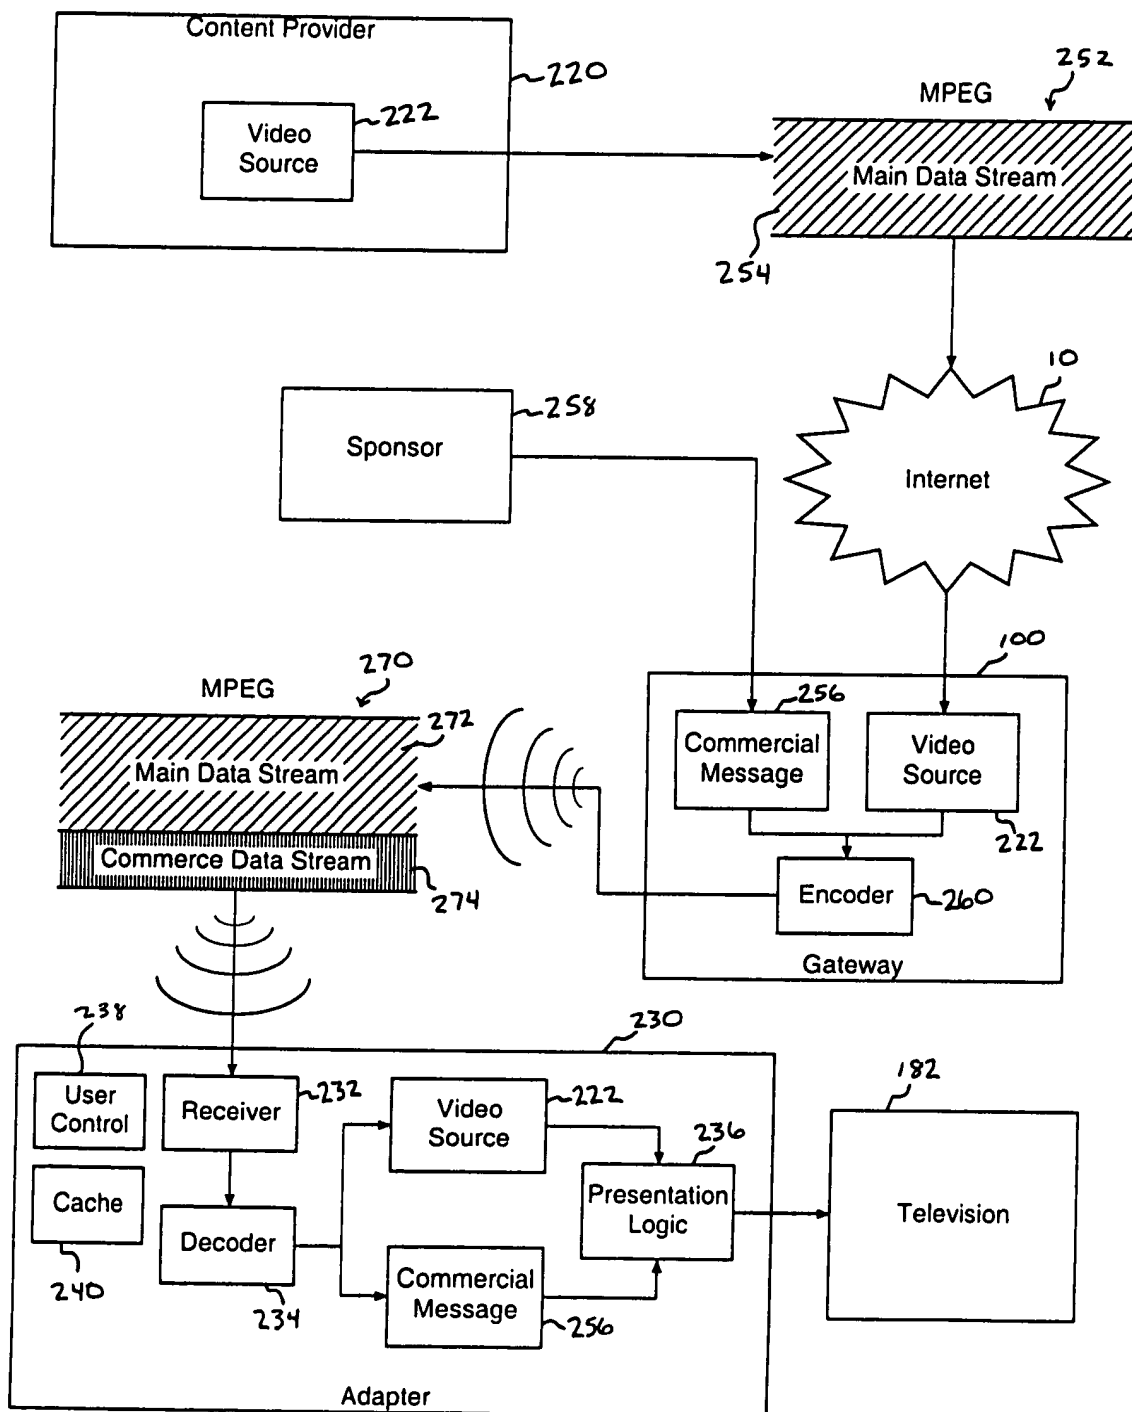 Content Provider
220
222
Video
Source
252
MPEG
Main Data Stream
254
10
Internet
258
Sponsor
100
256
Commercial
Message
Video
Source
222
Encoder
260
Gateway
270
MPEG
272
Main Data Stream
Commerce Data Stream
274
238
User
Control
Cache
240
230
Receiver
232
Decoder
234
Video
Source
222
Commercial
Message
256
236
Presentation
Logic
Adapter
182
Television